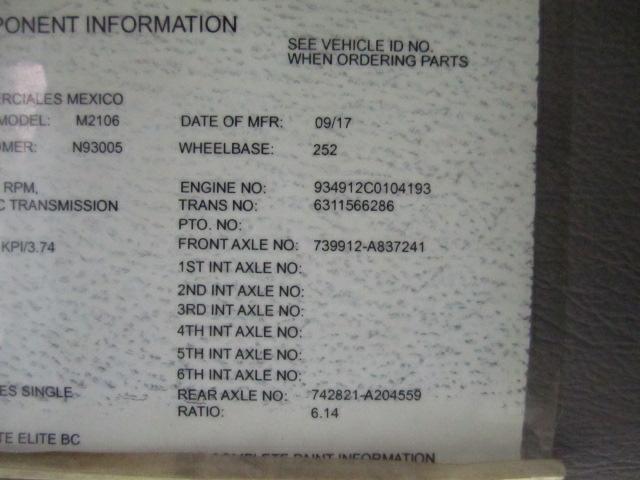 PONENT INFORMATION
SEE VEHICLE ID NO.
WHEN ORDERING PARTS
ERCIALES MEXICO
MODEL: M2106 DATE OF MFR: 09/17
OMER: N93005 WHEELBASE: 252
RPM, ENGINE NO: 934912C0104193
C TRANSMISSION TRANS NO: 6311566286
PTO. NO:
KPI/3.74 FRONT AXLE NO: 739912-A837241
1ST INT AXLE NO:
2ND INT AXLE NO:
3RD INT AXLE NO:
4TH INT AXLE NO:
5TH INT AXLE NO:
6TH INT AXLE NO:
ES SINGLE REAR AXLE NO: 742821-A204559
RATIO: 6.14
TE ELITE BC
COMPLETE PAINT INFORMATION